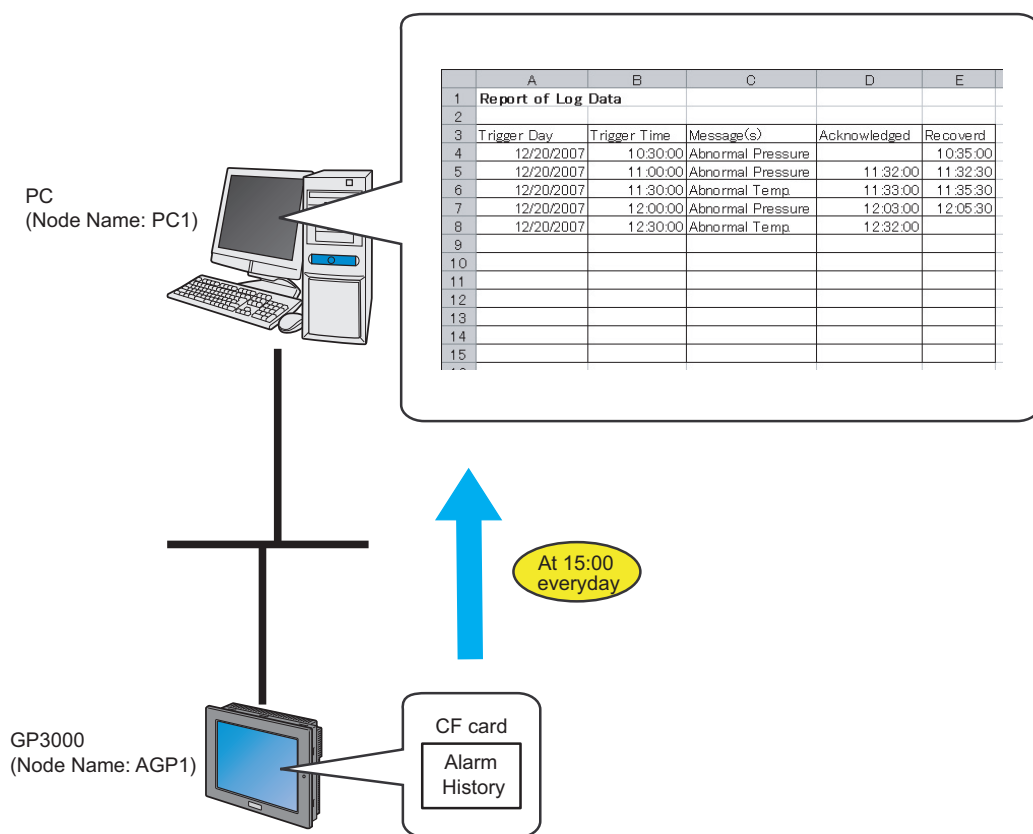 A B C D E
1 Report of Log Data
2
3 Trigger Day Trigger Time Message(s) Acknowledged Recoverd
4 12/20/2007 10:30:00 Abnormal Pressure 10:35:00
5 12/20/2007 11:00:00 Abnormal Pressure 11:32:00 11:32:30
6 12/20/2007 11:30:00 Abnormal Temp. 11:33:00 11:35:30
7 12/20/2007 12:00:00 Abnormal Pressure 12:03:00 12:05:30
8 12/20/2007 12:30:00 Abnormal Temp. 12:32:00
9
10
11
12
13
14
15
PC
(Node Name: PC1)
At 15:00
everyday
GP3000
(Node Name: AGP1)
CF card
Alarm
History